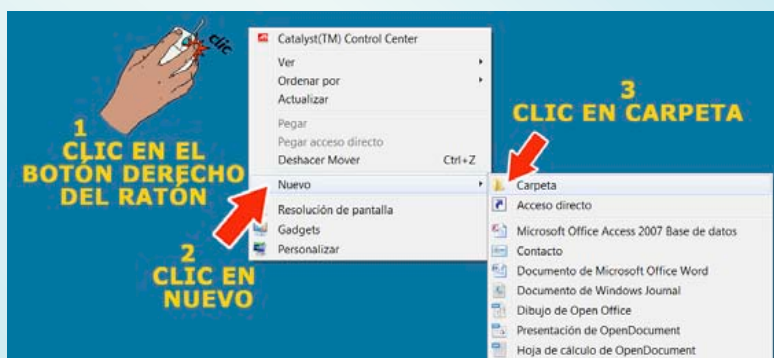 clic
1
CLIC EN EL
BOTÓN DERECHO
DEL RATÓN
Catalyst(TM) Control Center
Ver
Ordenar por
Actualizar
Pegar
Pegar acceso directo
Deshacer Mover Ctrl+Z
Nuevo
Resolución de pantalla
Gadgets
Personalizar
2
CLIC EN
NUEVO
3
CLIC EN CARPETA
Carpeta
Acceso directo
Microsoft Office Access 2007 Base de datos
Contacto
Documento de Microsoft Office Word
Documento de Windows Journal
Dibujo de Open Office
Presentación de OpenDocument
Hoja de cálculo de OpenDocument